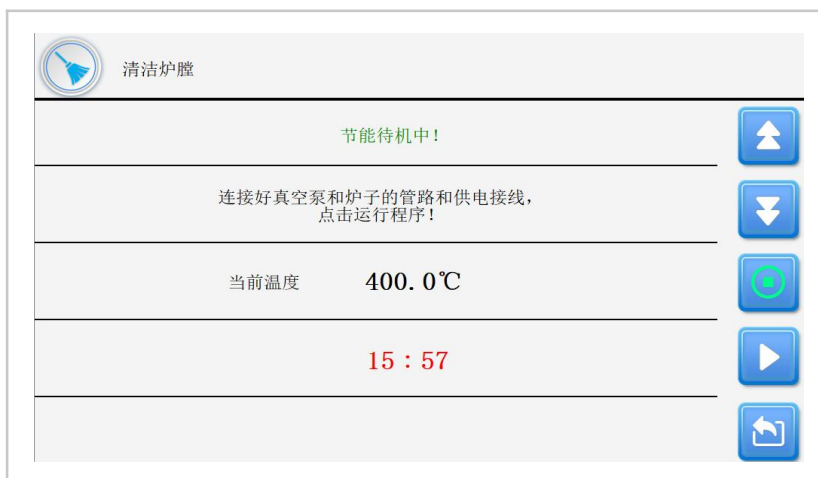 清洁炉膛
节能待机中！
连接好真空泵和炉子的管路和供电接线，
点击运行程序！
当前温度 400.0℃
15：57